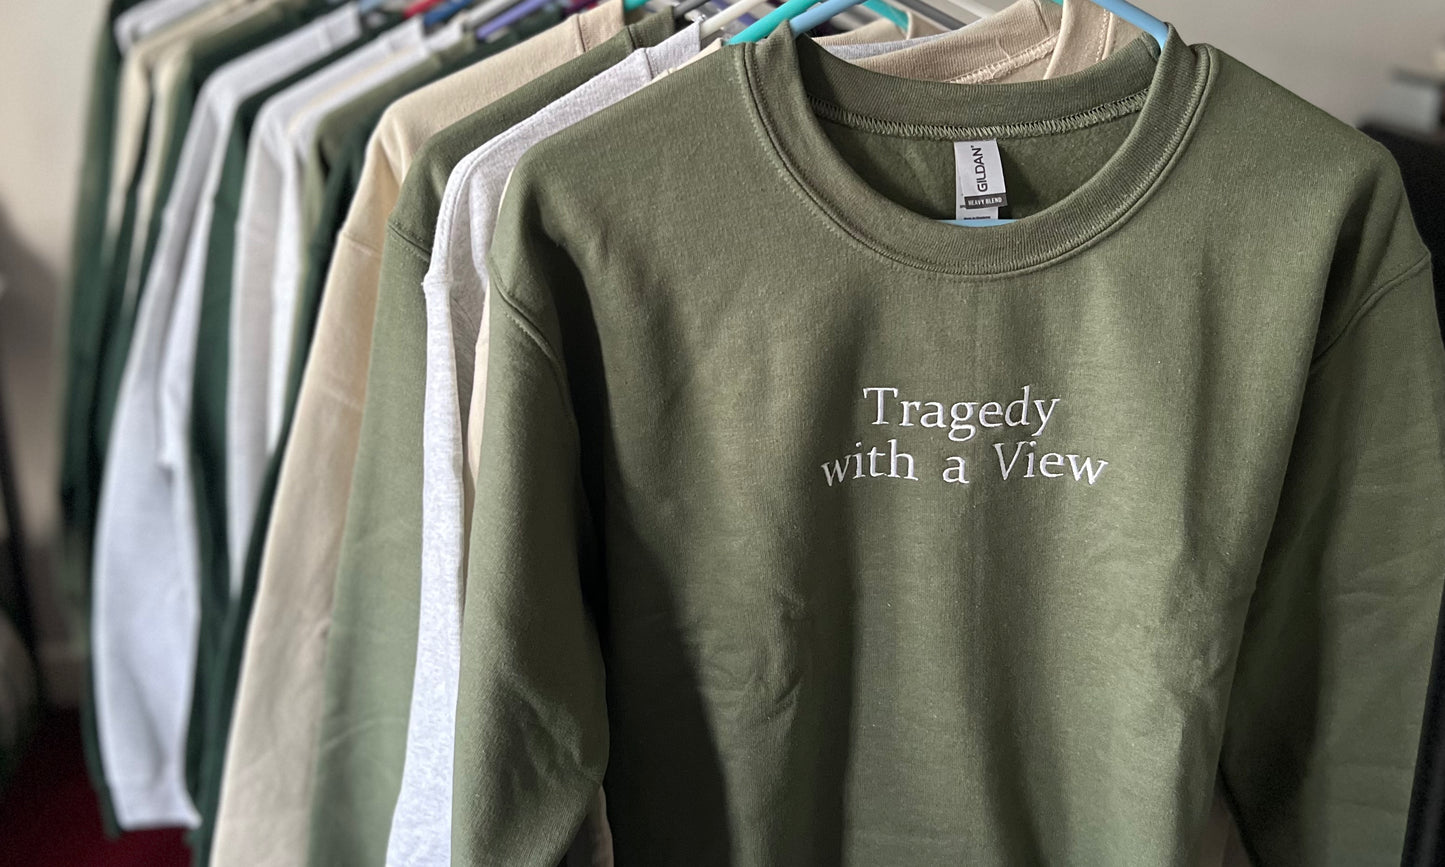 GILDAN
HEAVY BLEND
Tragedy
with a View